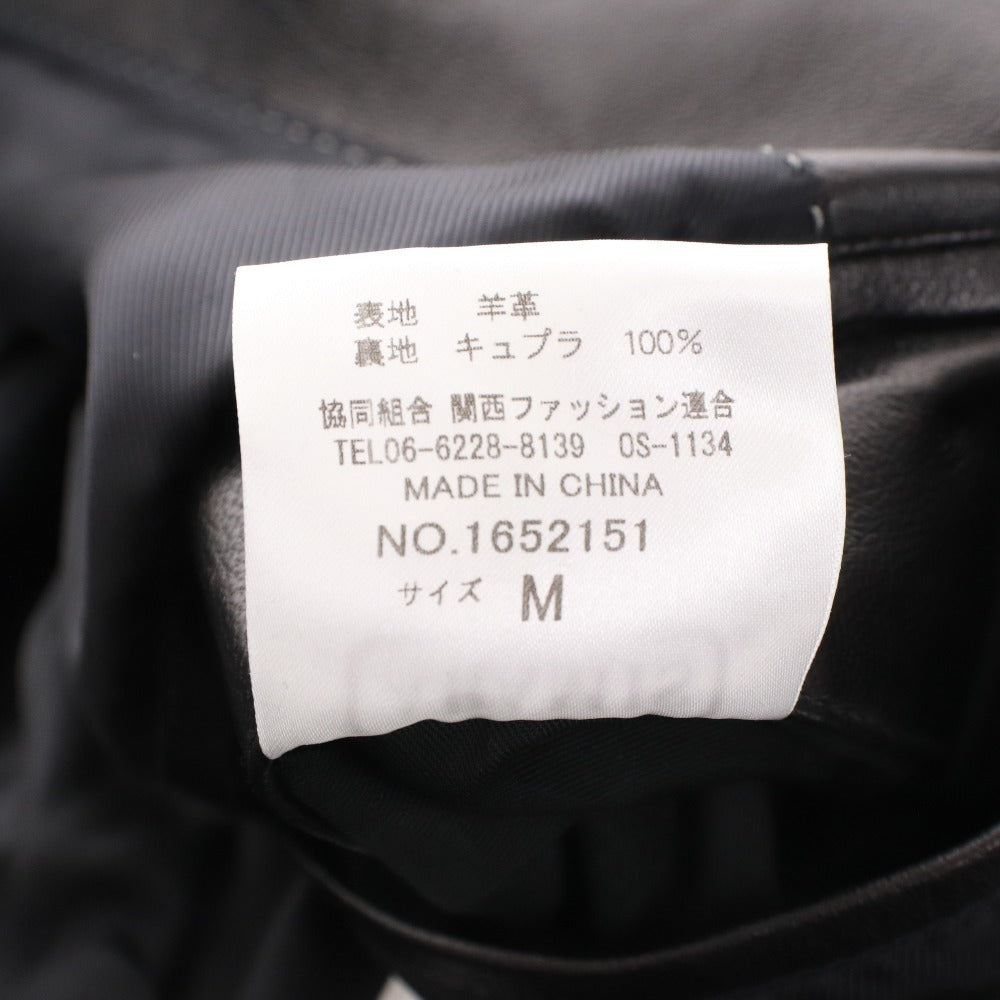 表地 羊革
裏地 キュプラ 100%
協同組合 関西ファッション連合
TEL06-6228-8139 OS-1134
MADE IN CHINA
NO.1652151
サイズ M